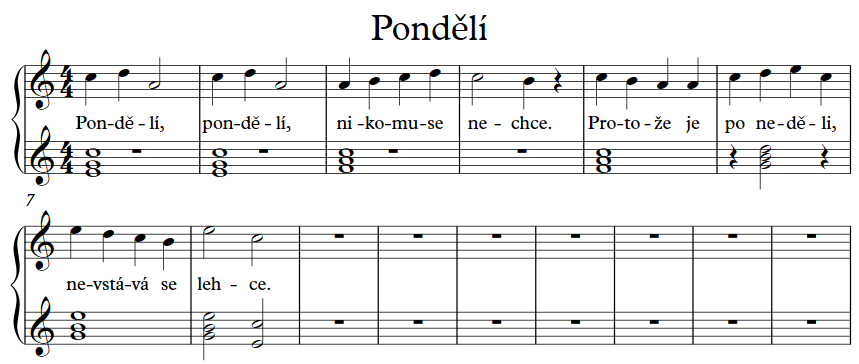 Pondělí
Pon-dě-lí, pon-dě-lí, ni-ko-mu-se ne-chce. Pro-to-že je po ne-dě-li,
7
ne-vstá-vá se leh-ce.